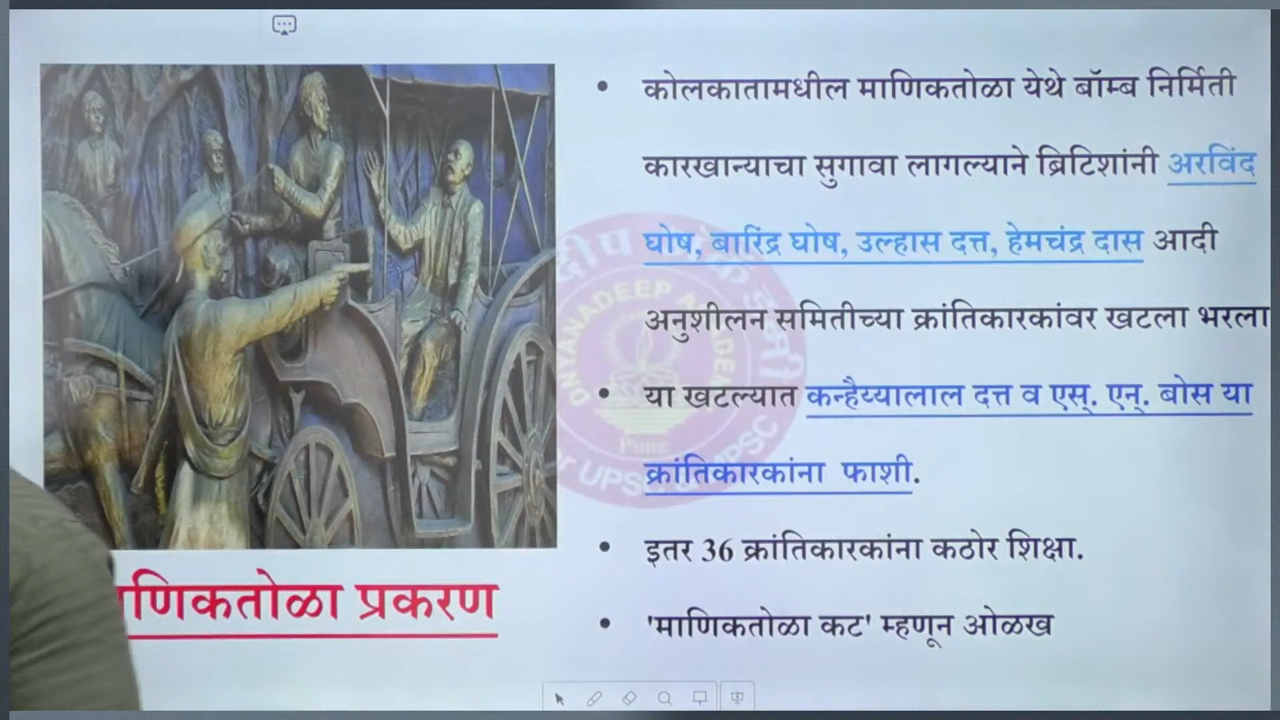 कोलकातामधील माणिकतोळा येथे बॉम्ब निर्मिती
कारखान्याचा सुगावा लागल्याने ब्रिटिशांनी अरविंद
घोष, बारिंद्र घोष, उल्हास दत्त, हेमचंद्र दास आदी
अनुशीलन समितीच्या क्रांतिकारकांवर खटला भरला
या खटल्यात कन्हैय्यालाल दत्त व एस्. एन्. बोस या
क्रांतिकारकांना फाशी.
इतर 36 क्रांतिकारकांना कठोर शिक्षा.
'माणिकतोळा कट' म्हणून ओळख
प्रकरण